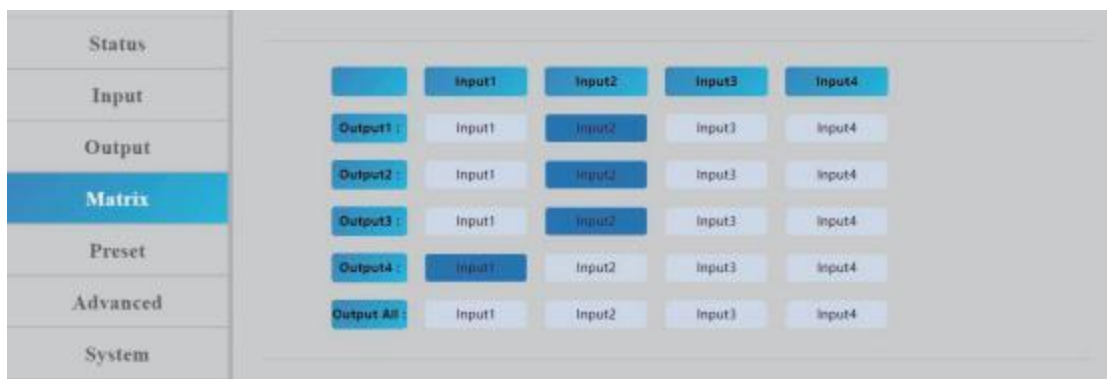 Status
Input
Output
Matrix
Preset
Advanced
System
Input1 Input2 Input3 Input4
Output1 : Input1 Input2 Input3 Input4
Output2 : Input1 Input2 Input3 Input4
Output3 : Input1 Input2 Input3 Input4
Output4 : Input1 Input2 Input3 Input4
Output All : Input1 Input2 Input3 Input4